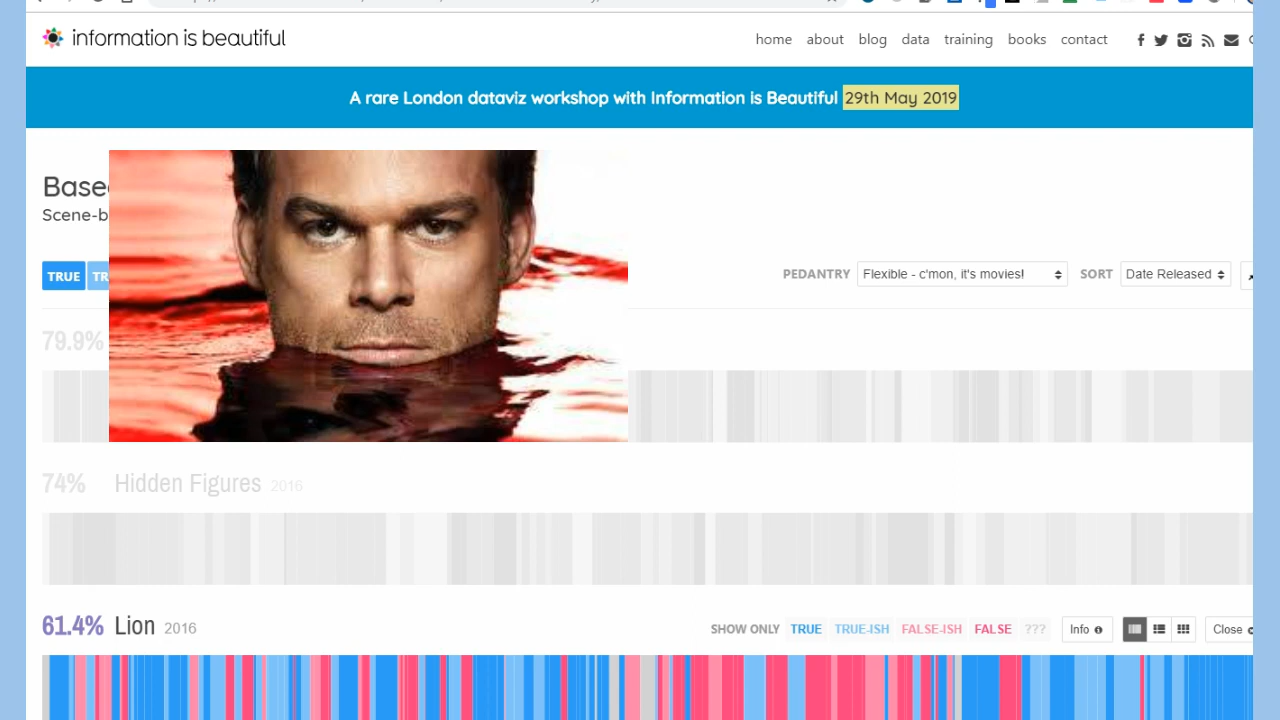 information is beautiful
home about blog data training books contact
A rare London dataviz workshop with Information is Beautiful 29th May 2019
Scene-b
TRUE TR
PEDANTRY Flexible - c'mon, it's movies! SORT Date Released
79.9%
74% Hidden Figures 2016
61.4% Lion 2016
SHOW ONLY TRUE TRUE-ISH FALSE-ISH FALSE ??? Info Close